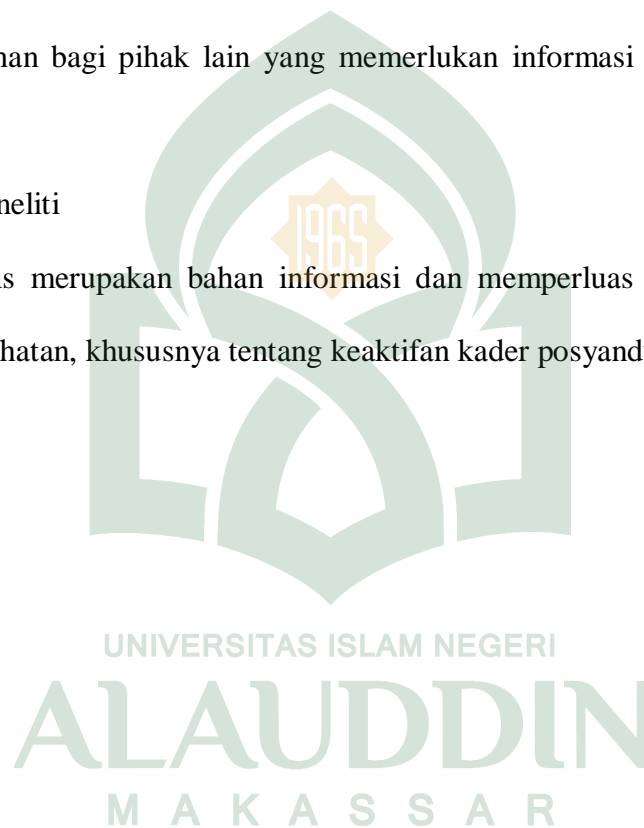 han bagi pihak lain yang memerlukan informasi
neliti
s merupakan bahan informasi dan memperluas
hatan, khususnya tentang keaktifan kader posyand
1965
UNIVERSITAS ISLAM NEGERI
ALAUDDIN
MAKASSAR